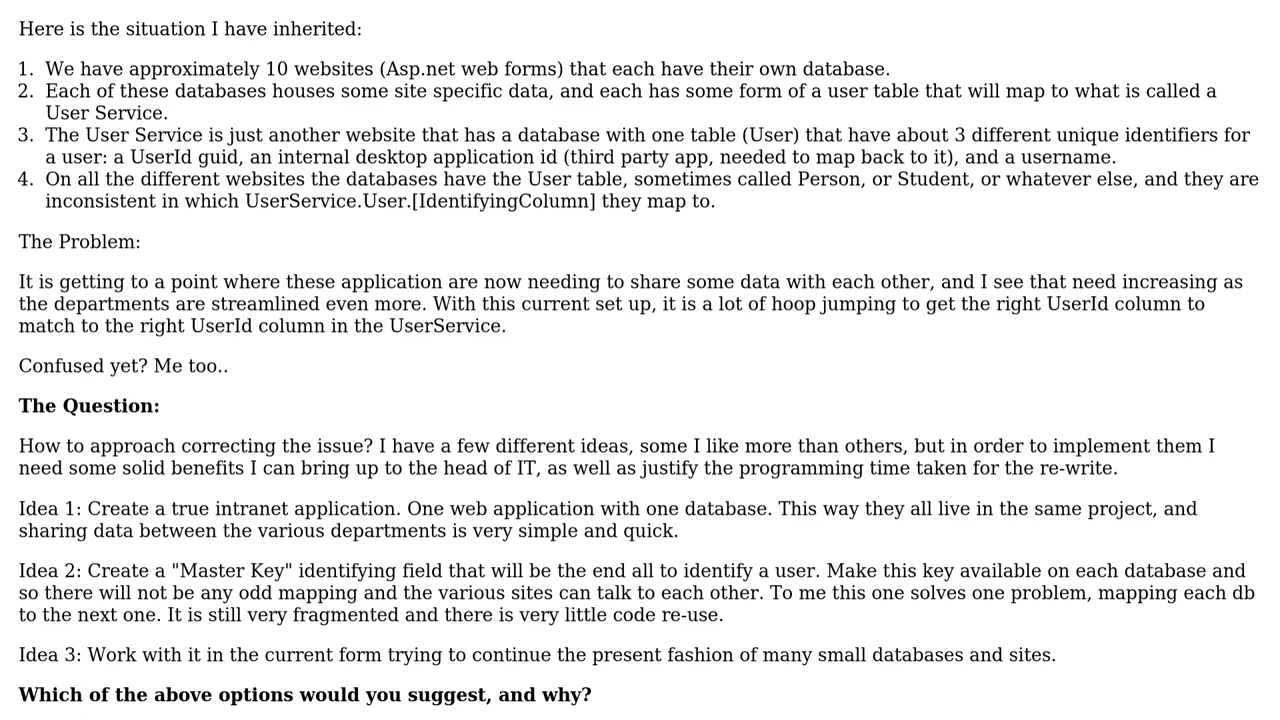 Here is the situation I have inherited:
1. We have approximately 10 websites (Asp.net web forms) that each have their own database.
2. Each of these databases houses some site specific data, and each has some form of a user table that will map to what is called a
User Service.
3. The User Service is just another website that has a database with one table (User) that have about 3 different unique identifiers for
a user: a UserId guid, an internal desktop application id (third party app, needed to map back to it), and a username.
4. On all the different websites the databases have the User table, sometimes called Person, or Student, or whatever else, and they are
inconsistent in which UserService.User.[IdentifyingColumn] they map to.
The Problem:
It is getting to a point where these application are now needing to share some data with each other, and I see that need increasing as
the departments are streamlined even more. With this current set up, it is a lot of hoop jumping to get the right UserId column to
match to the right UserId column in the UserService.
Confused yet? Me too..
The Question:
How to approach correcting the issue? I have a few different ideas, some I like more than others, but in order to implement them I
need some solid benefits I can bring up to the head of IT, as well as justify the programming time taken for the re-write.
Idea 1: Create a true intranet application. One web application with one database. This way they all live in the same project, and
sharing data between the various departments is very simple and quick.
Idea 2: Create a "Master Key" identifying field that will be the end all to identify a user. Make this key available on each database and
so there will not be any odd mapping and the various sites can talk to each other. To me this one solves one problem, mapping each db
to the next one. It is still very fragmented and there is very little code re-use.
Idea 3: Work with it in the current form trying to continue the present fashion of many small databases and sites.
Which of the above options would you suggest, and why?